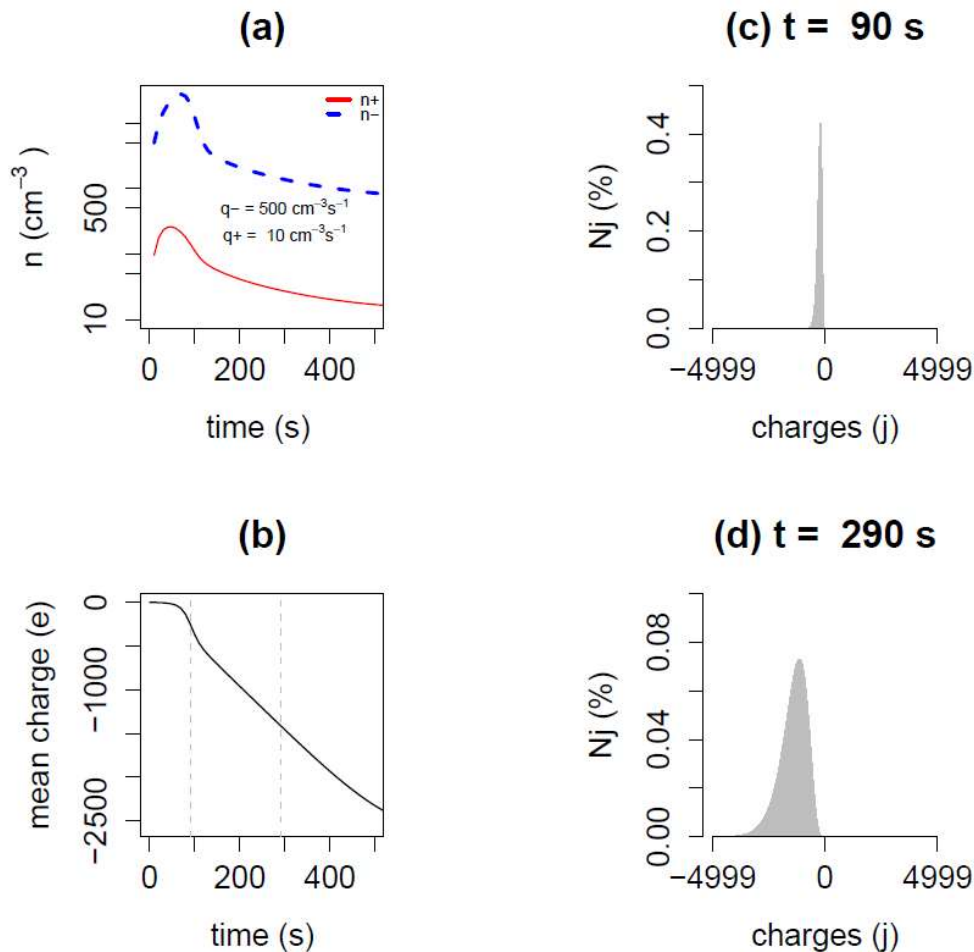 (a)
n (cm−3)
500
10
n+
n−
q− = 500 cm−3s−1
q+ = 10 cm−3s−1
0 200 400
time (s)
(c) t = 90 s
Nj (%)
0.4
0.2
0.0
−4999 0 4999
charges (j)
(b)
mean charge (e)
0
−1000
−2500
0 200 400
time (s)
(d) t = 290 s
Nj (%)
0.08
0.04
0.00
−4999 0 4999
charges (j)